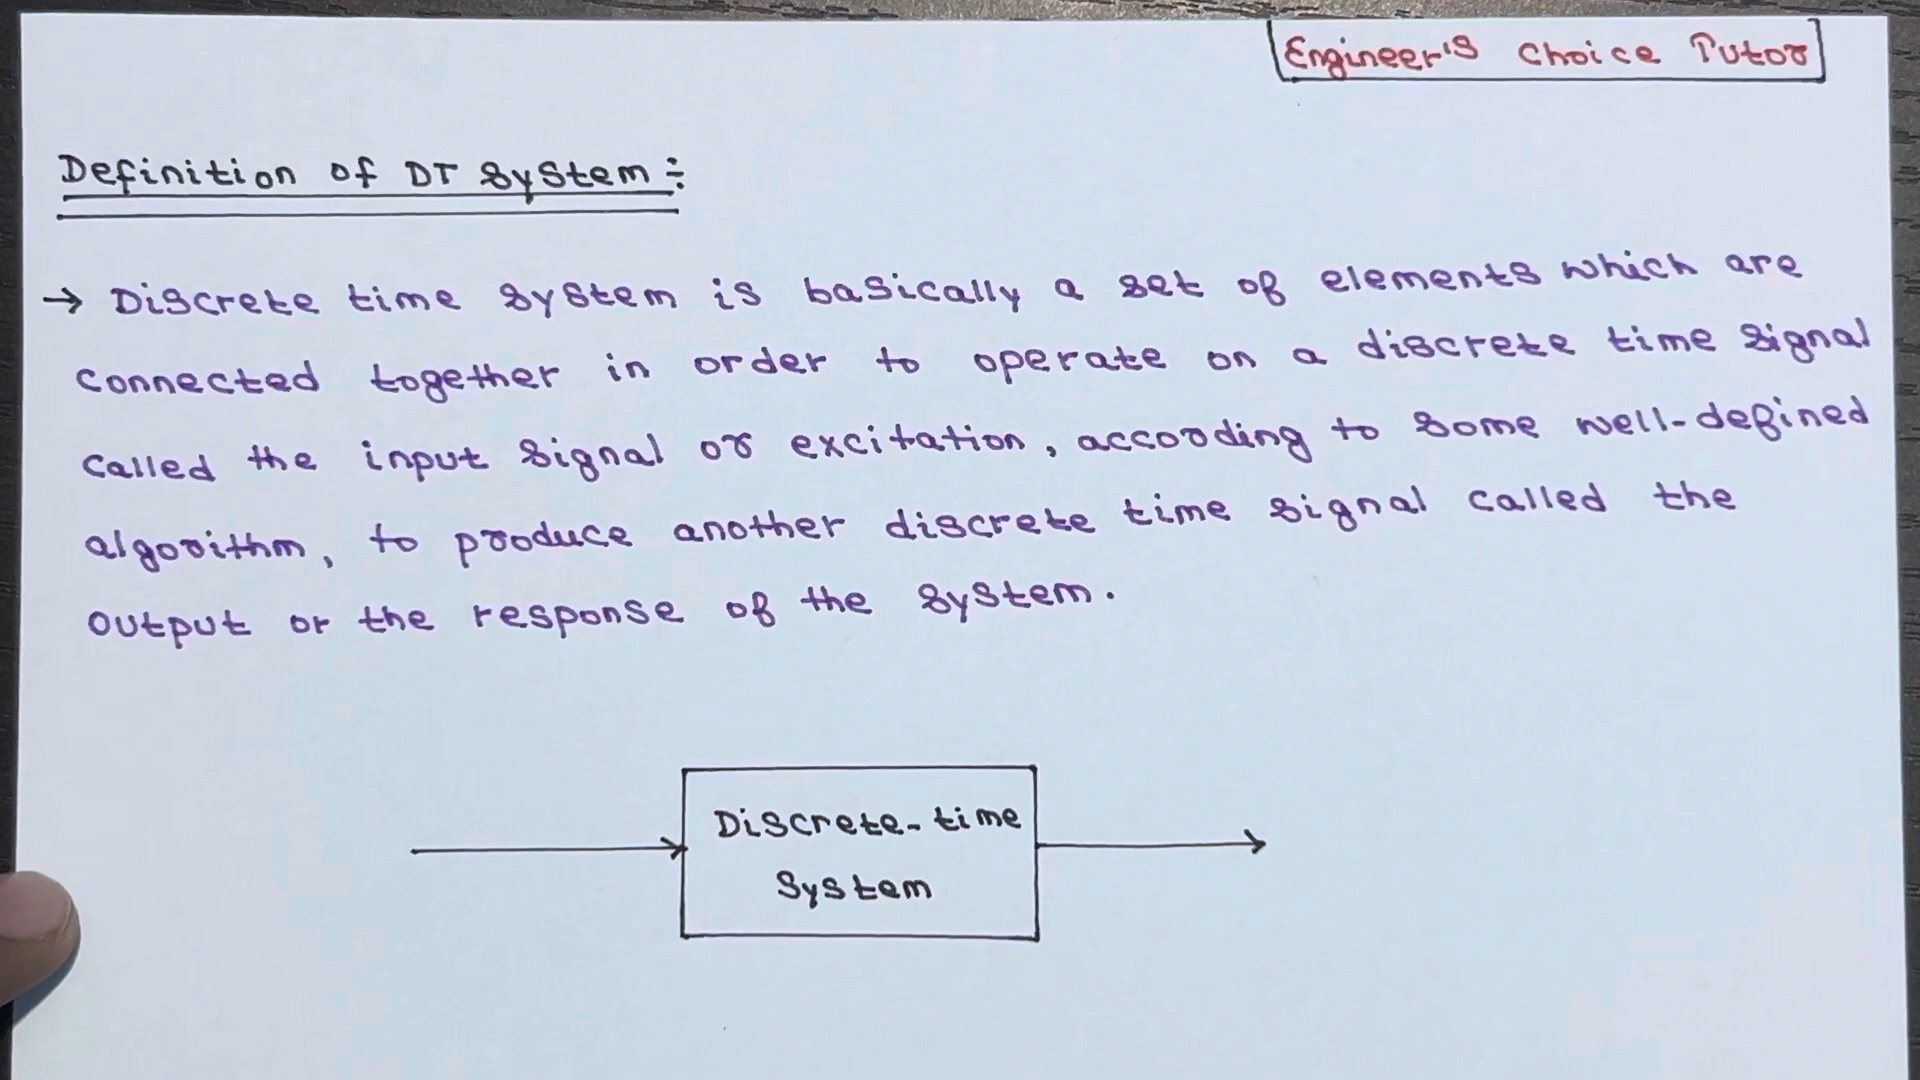 Engineer's Choice Tutor
Definition of DT System :
→ Discrete time system is basically a set of elements which are
connected together in order to operate on a discrete time signal
called the input signal or excitation, according to some well-defined
algorithm, to produce another discrete time signal called the
output or the response of the system.
Discrete-time
System